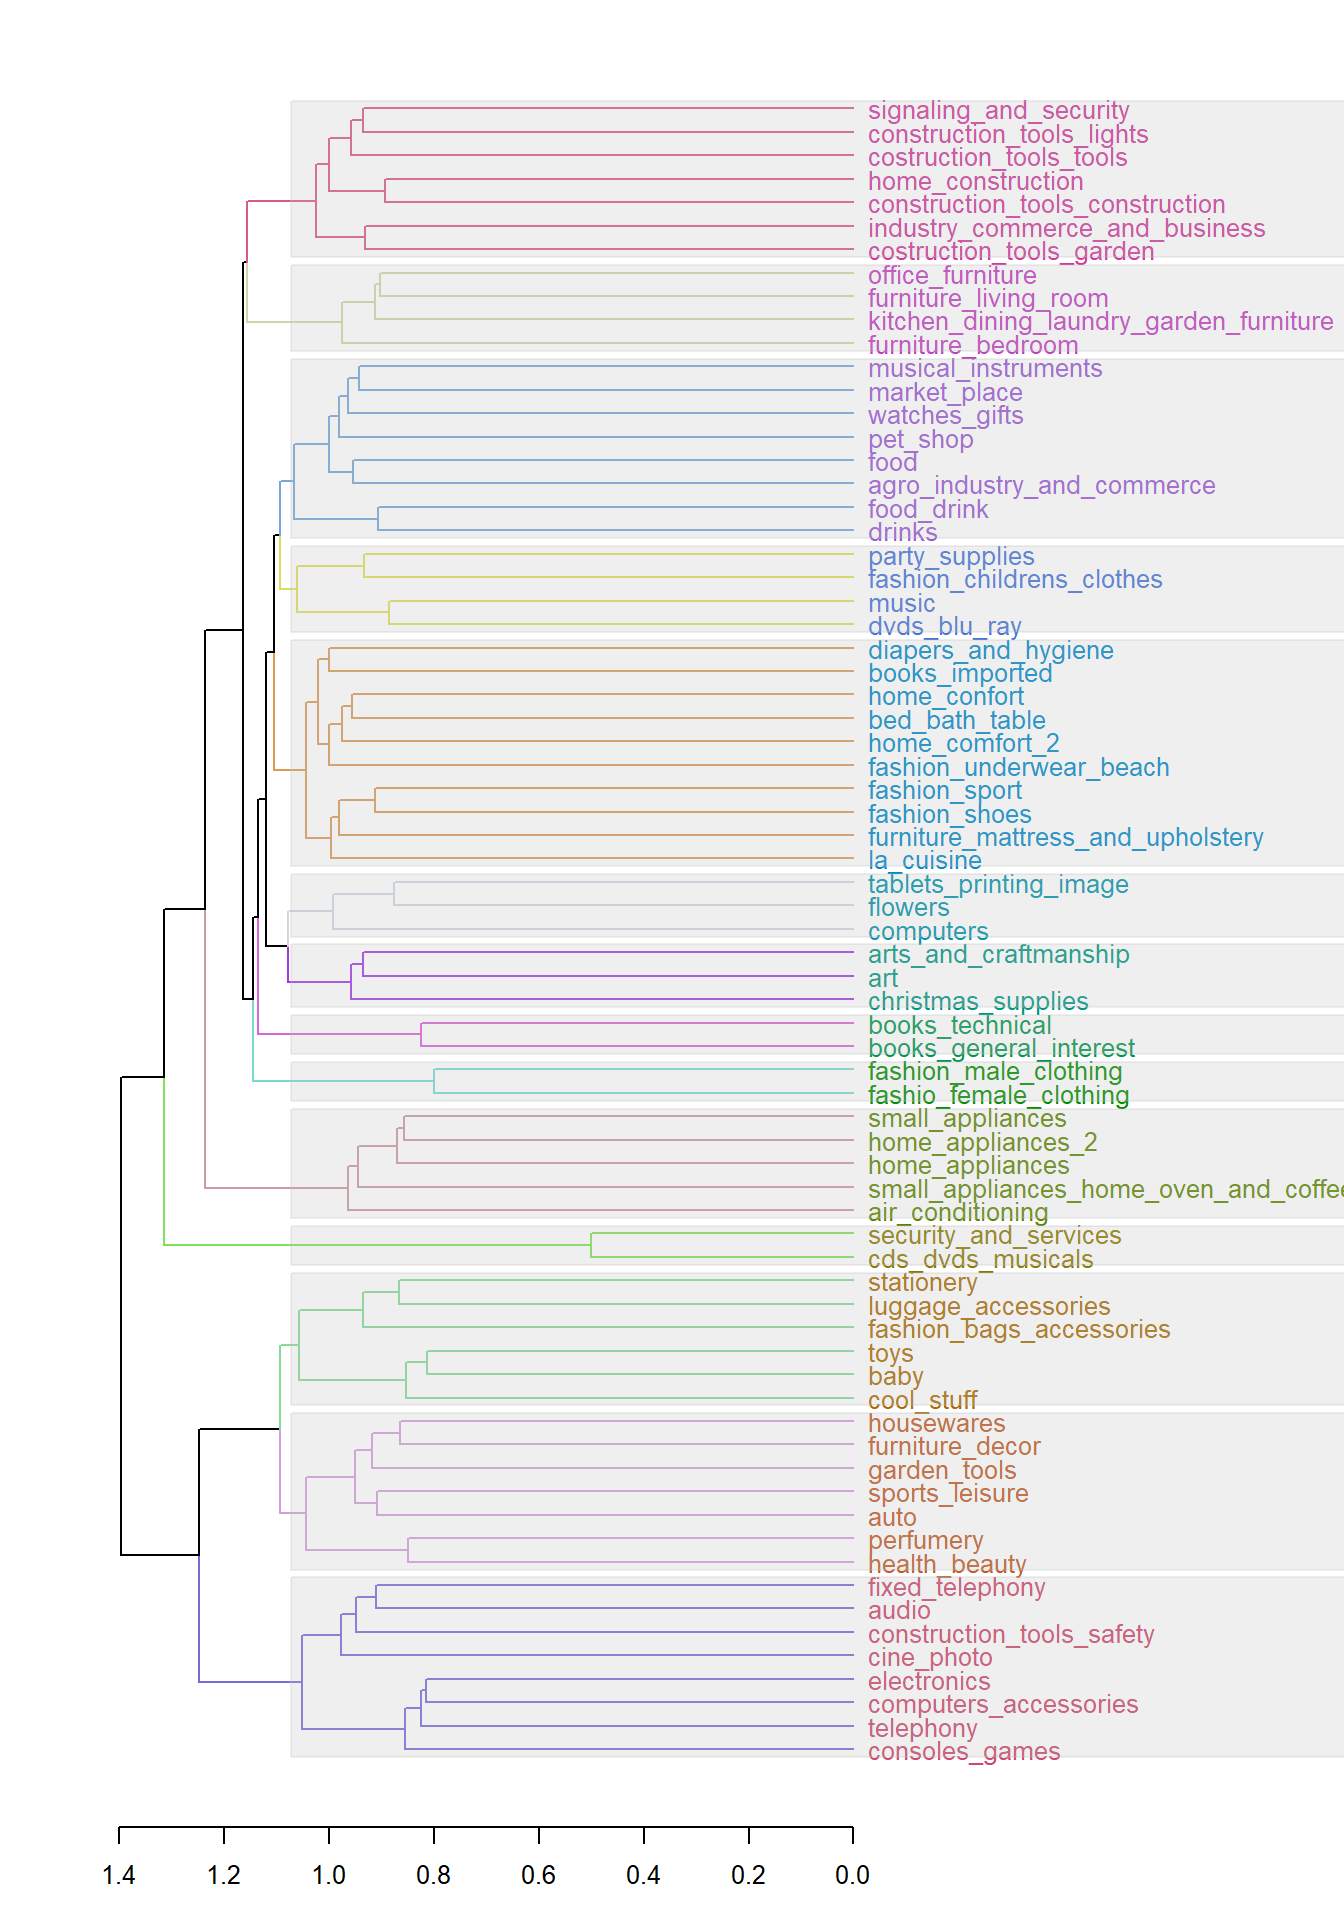 signaling_and_security
construction_tools_lights
costruction_tools_tools
home_construction
construction_tools_construction
industry_commerce_and_business
costruction_tools_garden
office_furniture
furniture_living_room
kitchen_dining_laundry_garden_furniture
furniture_bedroom
musical_instruments
market_place
watches_gifts
pet_shop
food
agro_industry_and_commerce
food_drink
drinks
party_supplies
fashion_childrens_clothes
music
dvds_blu_ray
diapers_and_hygiene
books_imported
home_confort
bed_bath_table
home_comfort_2
fashion_underwear_beach
fashion_sport
fashion_shoes
furniture_mattress_and_upholstery
la_cuisine
tablets_printing_image
flowers
computers
arts_and_craftmanship
art
christmas_supplies
books_technical
books_general_interest
fashion_male_clothing
fashio_female_clothing
small_appliances
home_appliances_2
home_appliances
small_appliances_home_oven_and_coffee
air_conditioning
security_and_services
cds_dvds_musicals
stationery
luggage_accessories
fashion_bags_accessories
toys
baby
cool_stuff
housewares
furniture_decor
garden_tools
sports_leisure
auto
perfumery
health_beauty
fixed_telephony
audio
construction_tools_safety
cine_photo
electronics
computers_accessories
telephony
consoles_games
1.4 1.2 1.0 0.8 0.6 0.4 0.2 0.0